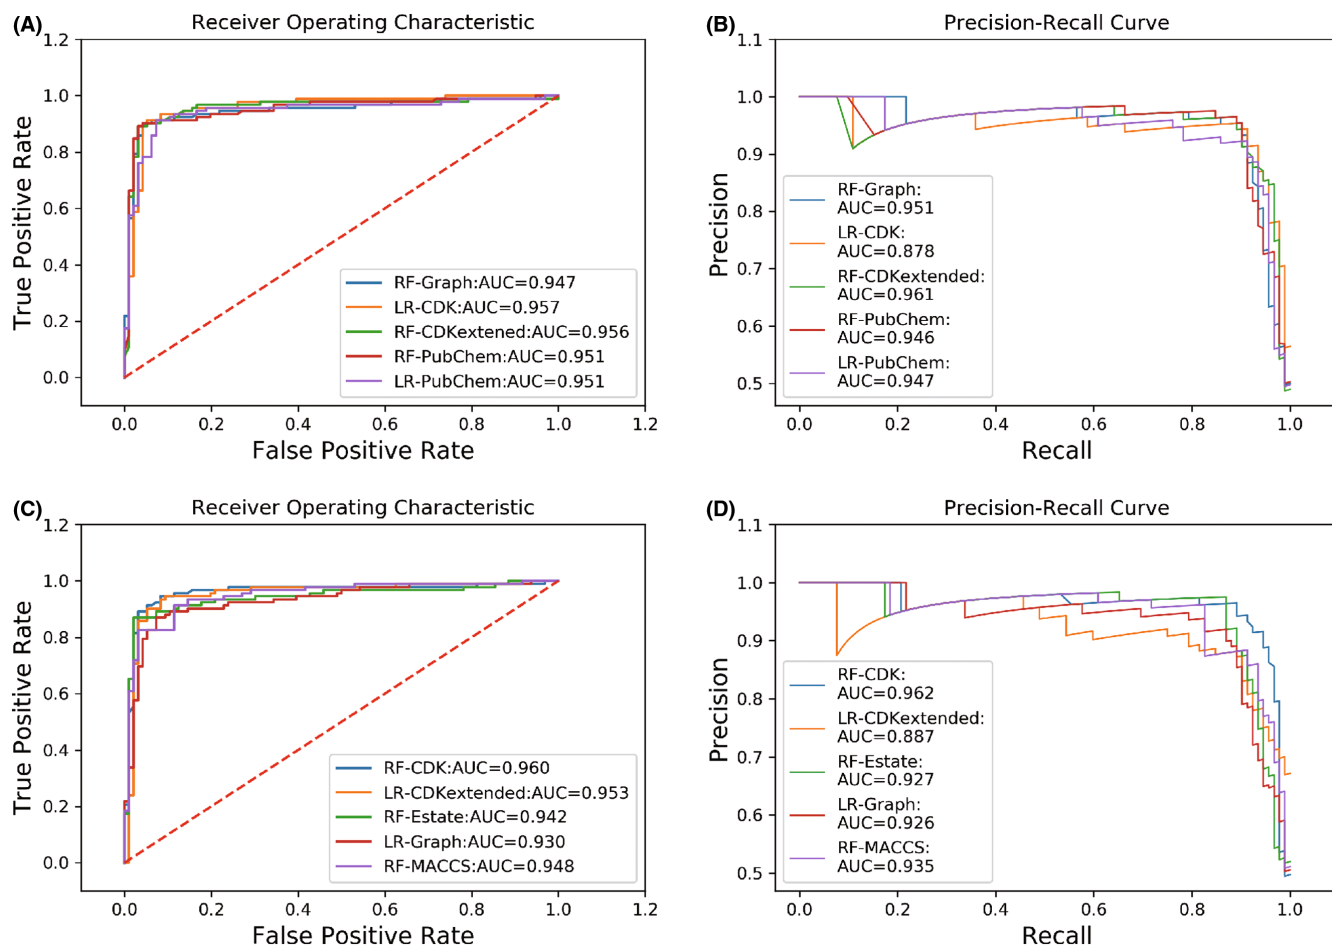 (A)
Receiver Operating Characteristic
1.2
1.0
0.8
0.6
0.4
0.2
0.0
True Positive Rate
RF-Graph:AUC=0.947
LR-CDK:AUC=0.957
RF-CDKextened:AUC=0.956
RF-PubChem:AUC=0.951
LR-PubChem:AUC=0.951
0.0 0.2 0.4 0.6 0.8 1.0 1.2
False Positive Rate
(B)
Precision-Recall Curve
1.1
1.0
0.9
0.8
0.7
0.6
0.5
Precision
RF-Graph:
AUC=0.951
LR-CDK:
AUC=0.878
RF-CDKextended:
AUC=0.961
RF-PubChem:
AUC=0.946
LR-PubChem:
AUC=0.947
0.0 0.2 0.4 0.6 0.8 1.0
Recall
(C)
Receiver Operating Characteristic
1.2
1.0
0.8
0.6
0.4
0.2
0.0
True Positive Rate
RF-CDK:AUC=0.960
LR-CDKextended:AUC=0.953
RF-Estate:AUC=0.942
LR-Graph:AUC=0.930
RF-MACCS:AUC=0.948
0.0 0.2 0.4 0.6 0.8 1.0 1.2
False Positive Rate
(D)
Precision-Recall Curve
1.1
1.0
0.9
0.8
0.7
0.6
0.5
Precision
RF-CDK:
AUC=0.962
LR-CDKextended:
AUC=0.887
RF-Estate:
AUC=0.927
LR-Graph:
AUC=0.926
RF-MACCS:
AUC=0.935
0.0 0.2 0.4 0.6 0.8 1.0
Recall